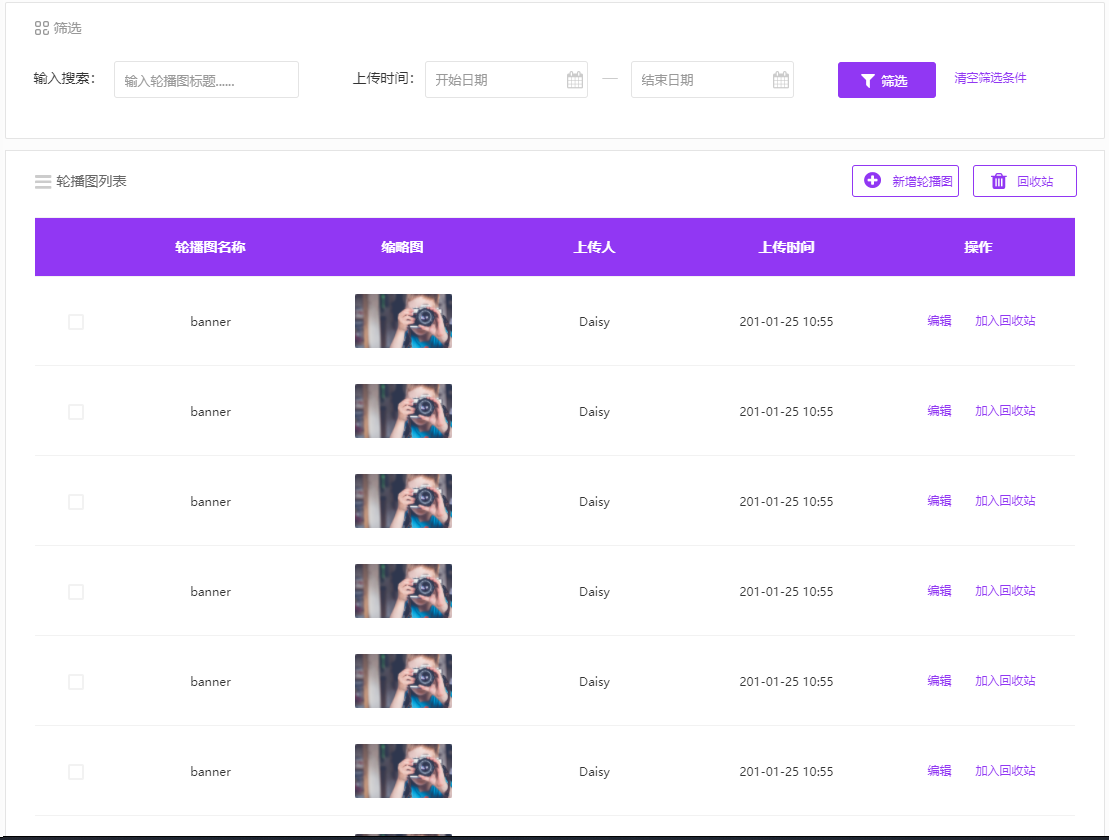 筛选
输入搜索： 输入轮播图标题...... 上传时间： 开始日期 — 结束日期 筛选 清空筛选条件
轮播图列表 新增轮播图 回收站
轮播图名称 缩略图 上传人 上传时间 操作
banner Daisy 201-01-25 10:55 编辑 加入回收站
banner Daisy 201-01-25 10:55 编辑 加入回收站
banner Daisy 201-01-25 10:55 编辑 加入回收站
banner Daisy 201-01-25 10:55 编辑 加入回收站
banner Daisy 201-01-25 10:55 编辑 加入回收站
banner Daisy 201-01-25 10:55 编辑 加入回收站